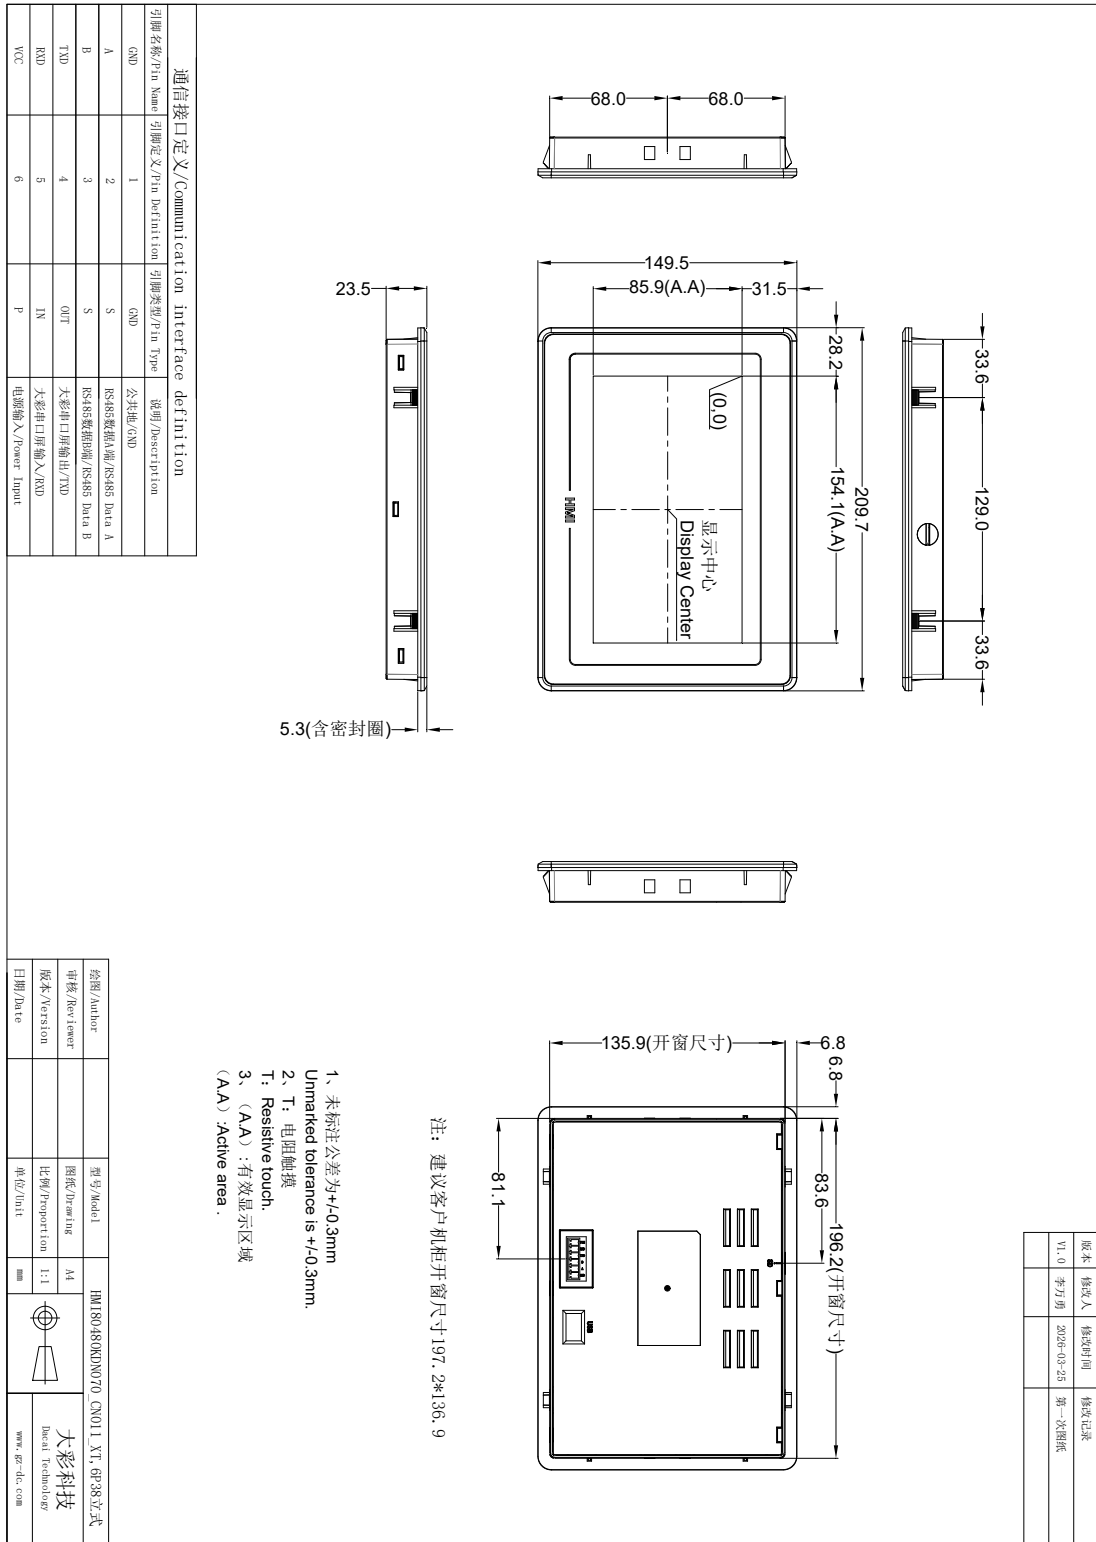 版本 修改人 修改时间 修改记录
V1.0 李万勇 2026-03-25 第一次图纸
68.0
68.0
149.5
85.9(A.A)
31.5
23.5
28.2
(0,0)
154.1(A.A)
209.7
显示中心
Display Center
HMI
33.6
129.0
33.6
5.3(含密封圈)
135.9(开窗尺寸)
6.8
6.8
83.6
196.2(开窗尺寸)
81.1
USB
注：建议客户机柜开窗尺寸197.2*136.9
1、未标注公差为+/-0.3mm
Unmarked tolerance is +/-0.3mm.
2、T：电阻触摸
T：Resistive touch.
3、（A.A）:有效显示区域
（A.A）:Active area .
通信接口定义/Communication interface definition
引脚名称/Pin Name 引脚定义/Pin Definition 引脚类型/Pin Type 说明/Description
GND 1 GND 公共地/GND
A 2 S RS485数据A端/RS485 Data A
B 3 S RS485数据B端/RS485 Data B
TXD 4 OUT 大彩串口屏输出/TXD
RXD 5 IN 大彩串口屏输入/RXD
VCC 6 P 电源输入/Power Input
绘图/Author 型号/Model HMI80480KDN070_CN011_XT,6P38立式
审核/Reviewer 图纸/Drawing A4
版本/Version 比例/Proportion 1:1
日期/Date 单位/Unit mm
大彩科技
Dacai Technology
www.gz-dc.com